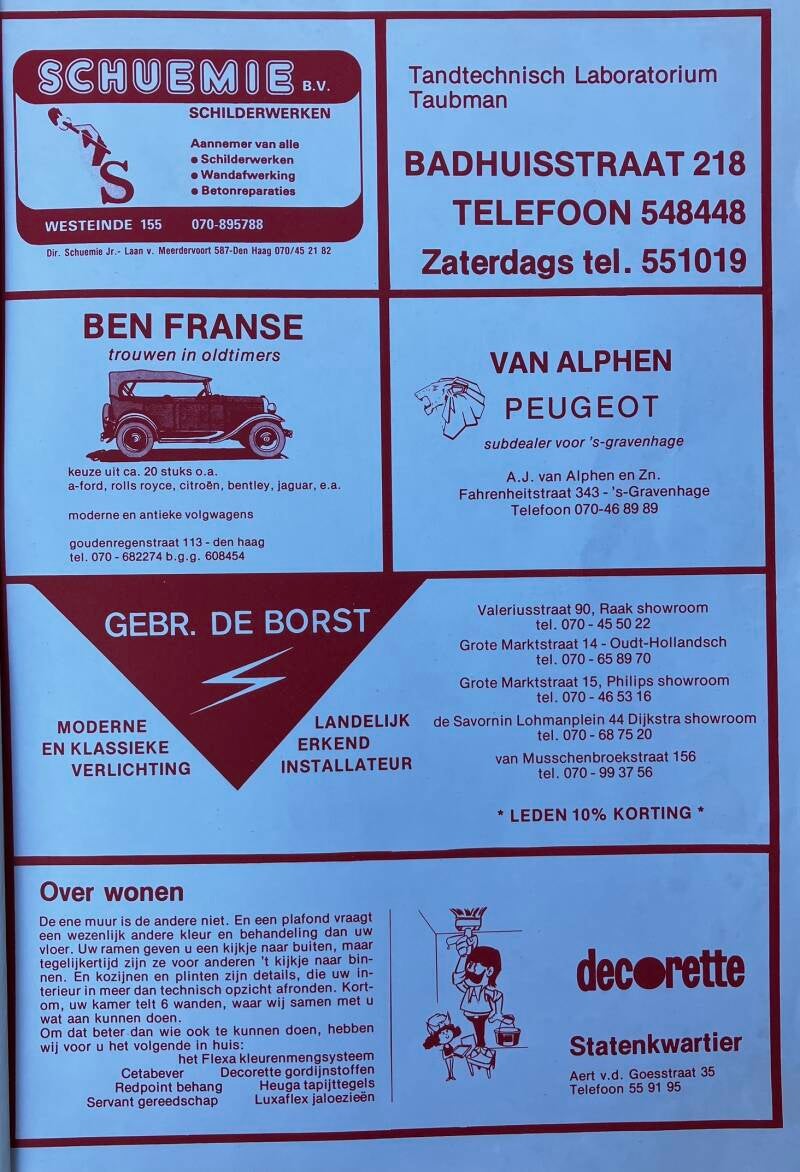 SCHUEMIE B.V.
SCHILDERWERKEN
Aannemer van alle
• Schilderwerken
• Wandafwerking
• Betonreparaties
S
WESTEINDE 155 070-895788
Dir. Schuemie Jr.- Laan v. Meerdervoort 587-Den Haag 070/45 21 82
Tandtechnisch Laboratorium
Taubman
BADHUISSTRAAT 218
TELEFOON 548448
Zaterdags tel. 551019
BEN FRANSE
trouwen in oldtimers
keuze uit ca. 20 stuks o.a.
a-ford, rolls royce, citroën, bentley, jaguar, e.a.
moderne en antieke volgwagens
goudenregenstraat 113 - den haag
tel. 070 - 682274 b.g.g. 608454
VAN ALPHEN
PEUGEOT
subdealer voor 's-gravenhage
A.J. van Alphen en Zn.
Fahrenheitstraat 343 - 's-Gravenhage
Telefoon 070-46 89 89
GEBR. DE BORST
MODERNE
EN KLASSIEKE
VERLICHTING
LANDELIJK
ERKEND
INSTALLATEUR
Valeriusstraat 90, Raak showroom
tel. 070 - 45 50 22
Grote Marktstraat 14 - Oudt-Hollandsch
tel. 070 - 65 89 70
Grote Marktstraat 15, Philips showroom
tel. 070 - 46 53 16
de Savornin Lohmanplein 44 Dijkstra showroom
tel. 070 - 68 75 20
van Musschenbroekstraat 156
tel. 070 - 99 37 56
* LEDEN 10% KORTING *
Over wonen
De ene muur is de andere niet. En een plafond vraagt
een wezenlijk andere kleur en behandeling dan uw
vloer. Uw ramen geven u een kijkje naar buiten, maar
tegelijkertijd zijn ze voor anderen 't kijkje naar bin-
nen. En kozijnen en plinten zijn details, die uw in-
terieur in meer dan technisch opzicht afronden. Kort-
om, uw kamer telt 6 wanden, waar wij samen met u
wat aan kunnen doen.
Om dat beter dan wie ook te kunnen doen, hebben
wij voor u het volgende in huis:
het Flexa kleurenmengsysteem
Cetabever Decorette gordijnstoffen
Redpoint behang Heuga tapijttegels
Servant gereedschap Luxaflex jaloezieën
decorette
Statenkwartier
Aert v.d. Goesstraat 35
Telefoon 55 91 95